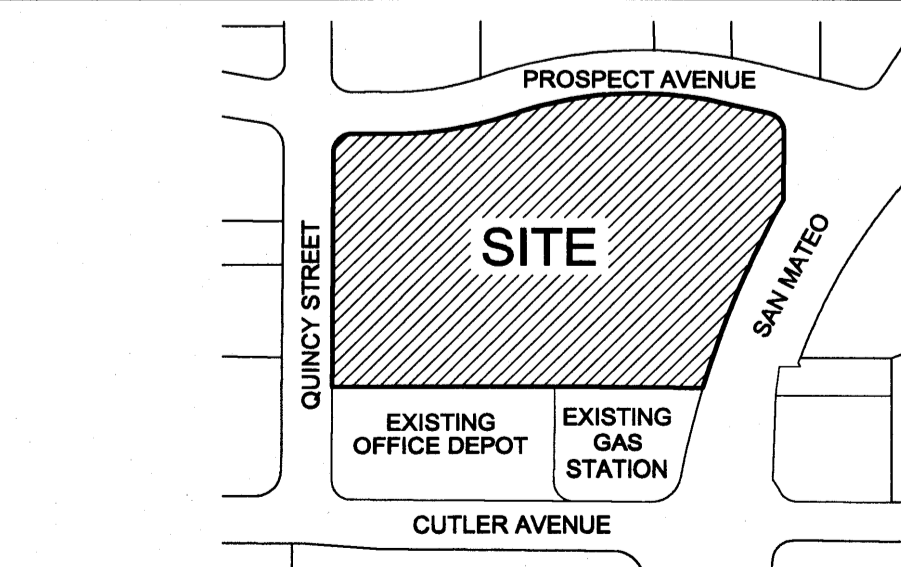 PROSPECT AVENUE
SITE
QUINCY STREET
SAN MATEO
EXISTING
OFFICE DEPOT
EXISTING
GAS
STATION
CUTLER AVENUE